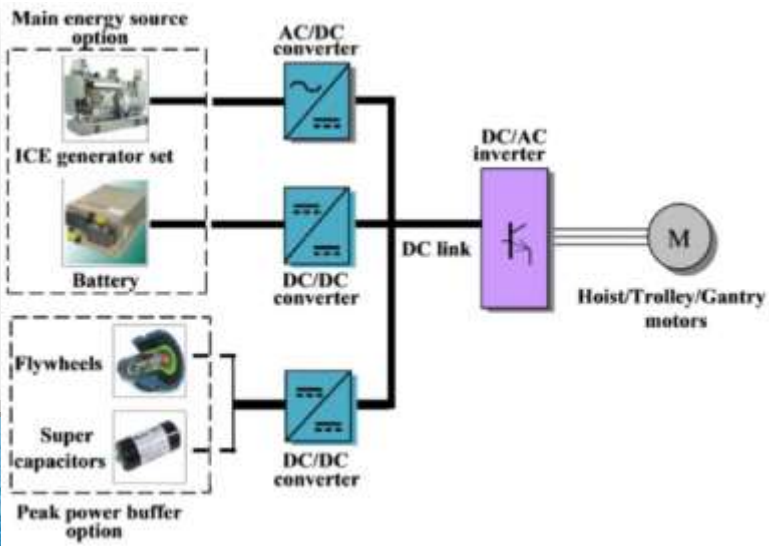 Main energy source
option
AC/DC
converter
ICE generator set
DC/AC
inverter
M
DC link
Battery
DC/DC
converter
Hoist/Trolley/Gantry
motors
Flywheels
Super
capacitors
DC/DC
converter
Peak power buffer
option